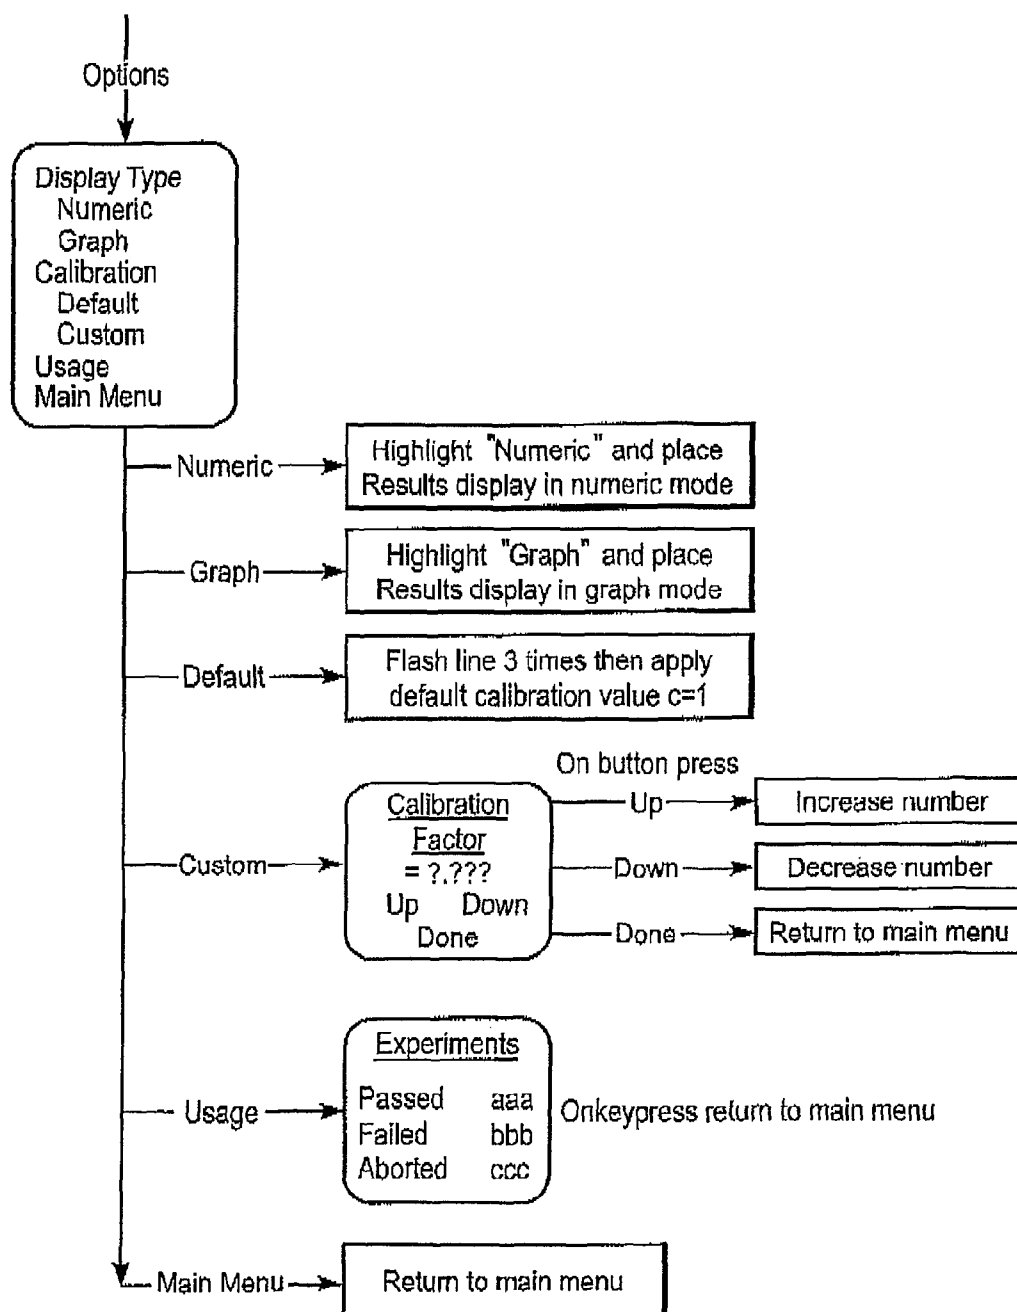 Options
Display Type
Numeric
Graph
Calibration
Default
Custom
Usage
Main Menu
Numeric
Highlight "Numeric" and place
Results display in numeric mode
Graph
Highlight "Graph" and place
Results display in graph mode
Default
Flash line 3 times then apply
default calibration value c=1
On button press
Custom
Calibration
Factor
= ?.???
Up Down
Done
Up
Increase number
Down
Decrease number
Done
Return to main menu
Usage
Experiments
Passed aaa
Failed bbb
Aborted ccc
Onkeypress return to main menu
Main Menu
Return to main menu